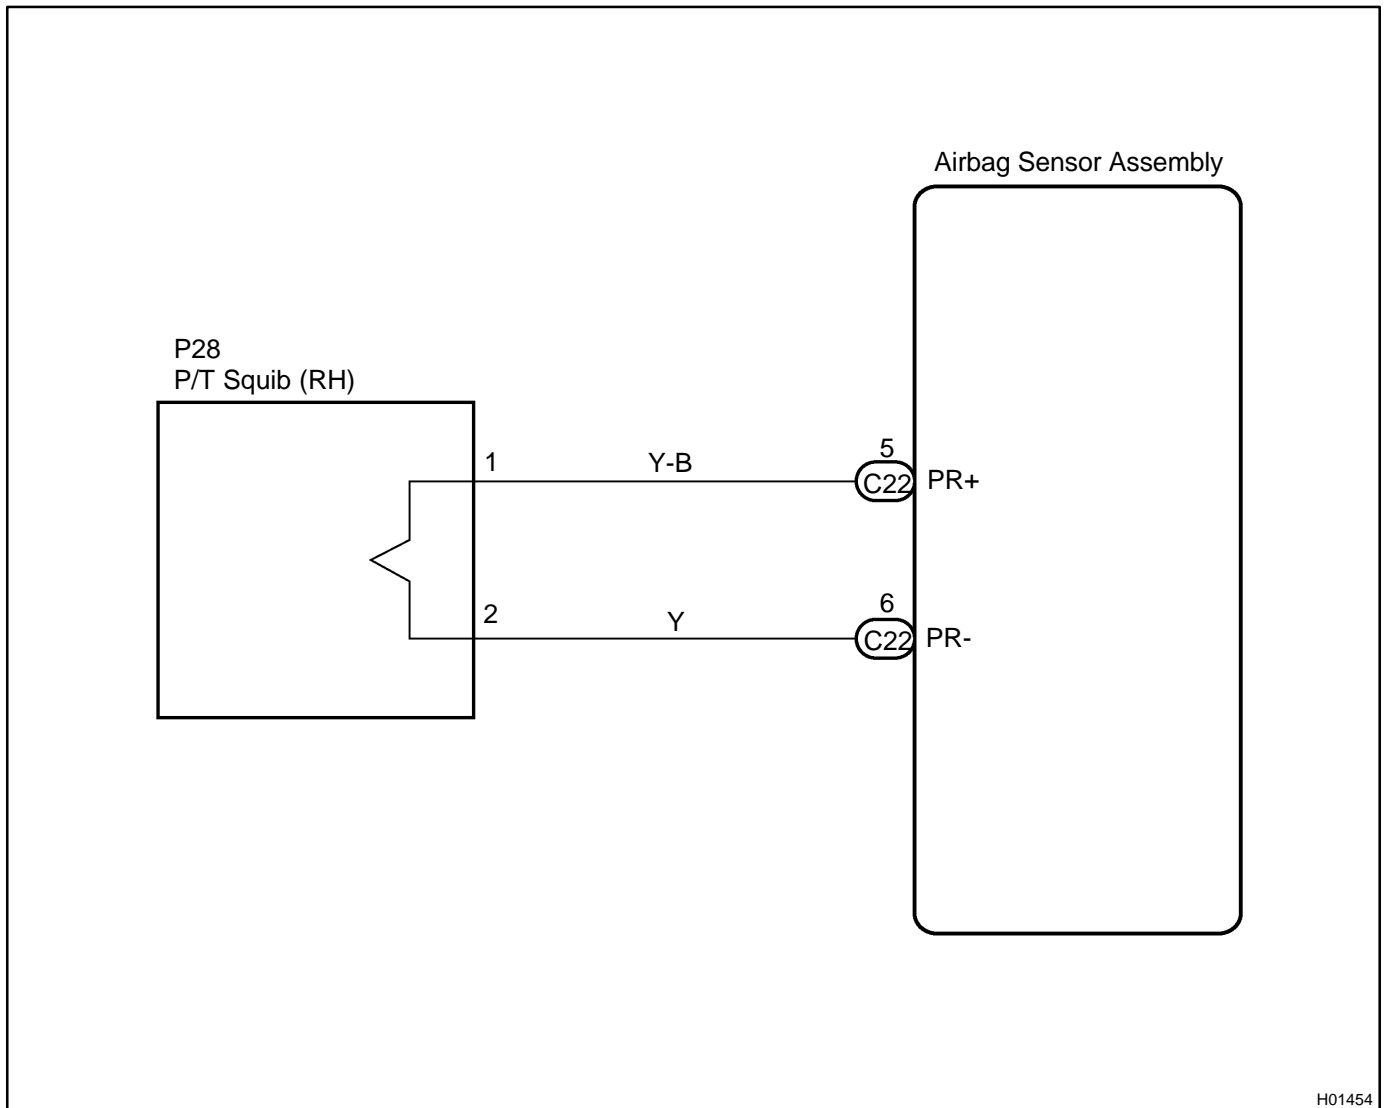 Airbag Sensor Assembly
P28
P/T Squib (RH)
1
Y-B
5
C22
PR+
2
Y
6
C22
PR-
H01454